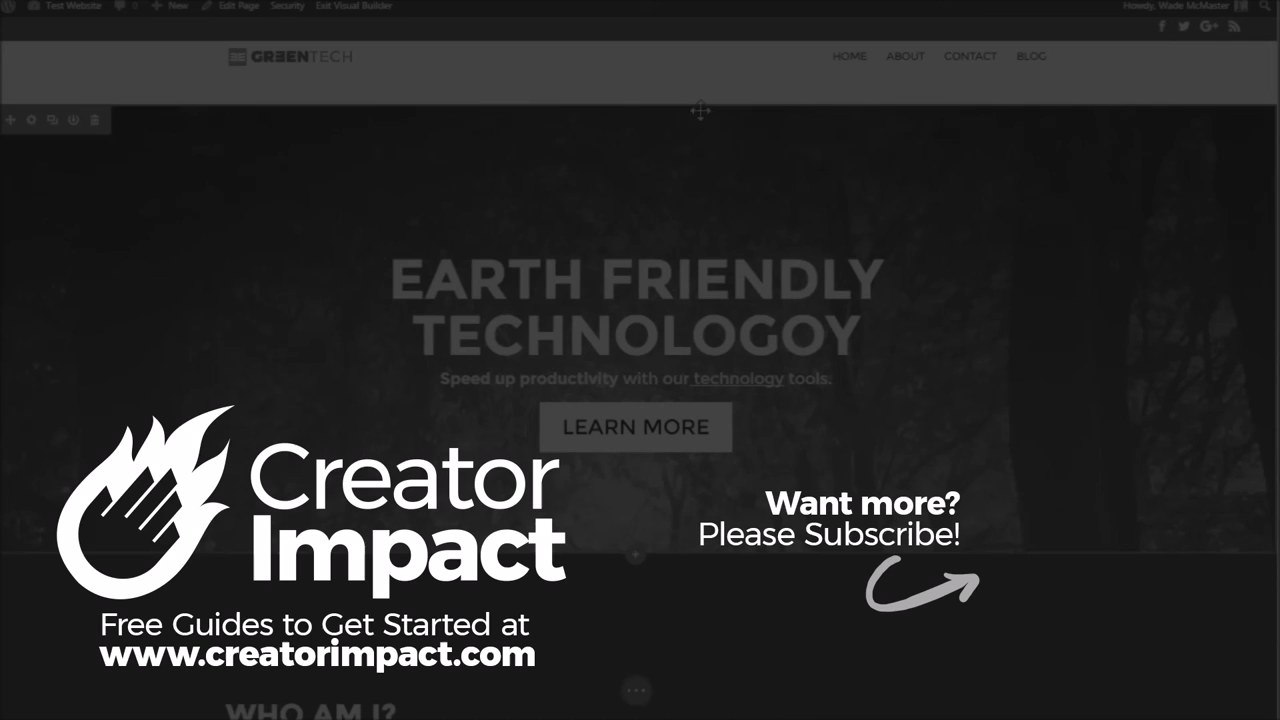 Test Website 0 New Edit Page Security Exit Visual Builder Howdy, Wade McMaster
GREENTECH HOME ABOUT CONTACT BLOG
EARTH FRIENDLY
TECHNOLOGOY
Speed up productivity with our technology tools.
LEARN MORE
Creator
Impact
Want more?
Please Subscribe!
Free Guides to Get Started at
www.creatorimpact.com
WHO AM I?